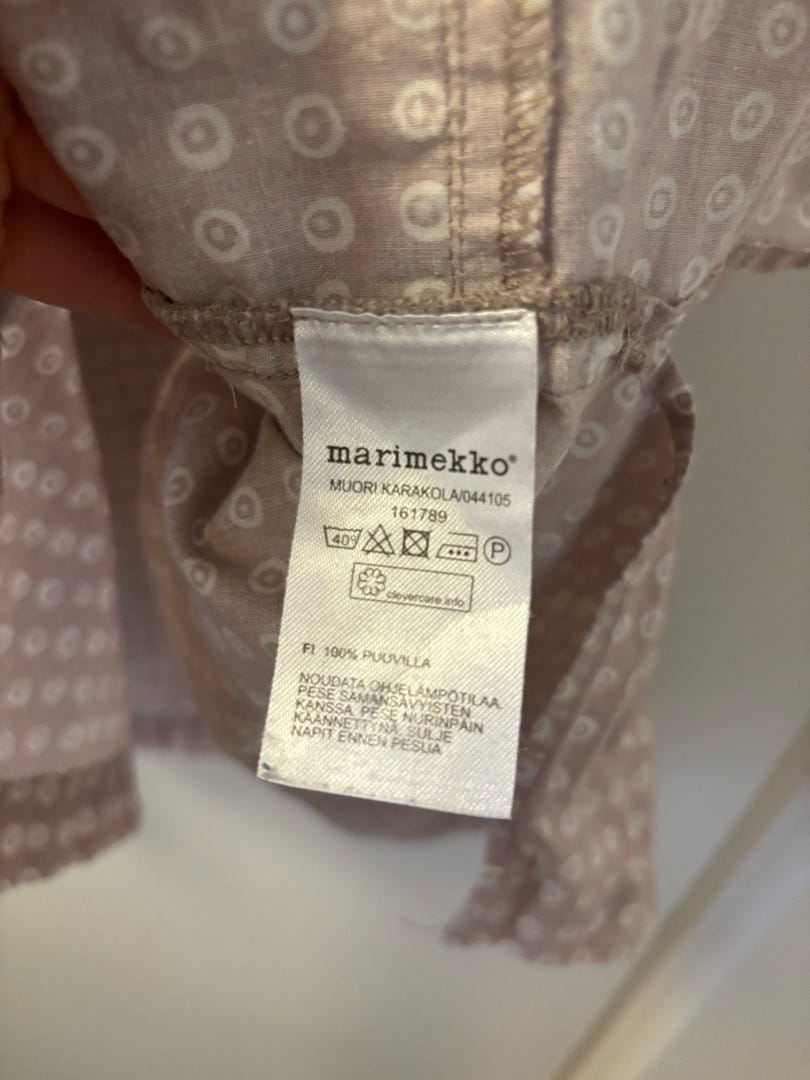 marimekko®
MUORI KARAKOLA/044105
161789
40° P
clevercare.info
FI 100% PUUVILLA
NOUDATA OHJELÄMPÖTILAA.
PESE SAMANSÄVYISTEN
KANSSA. PESE NURINPÄIN
KÄÄNNETTYNÄ. SULJE
NAPIT ENNEN PESUA